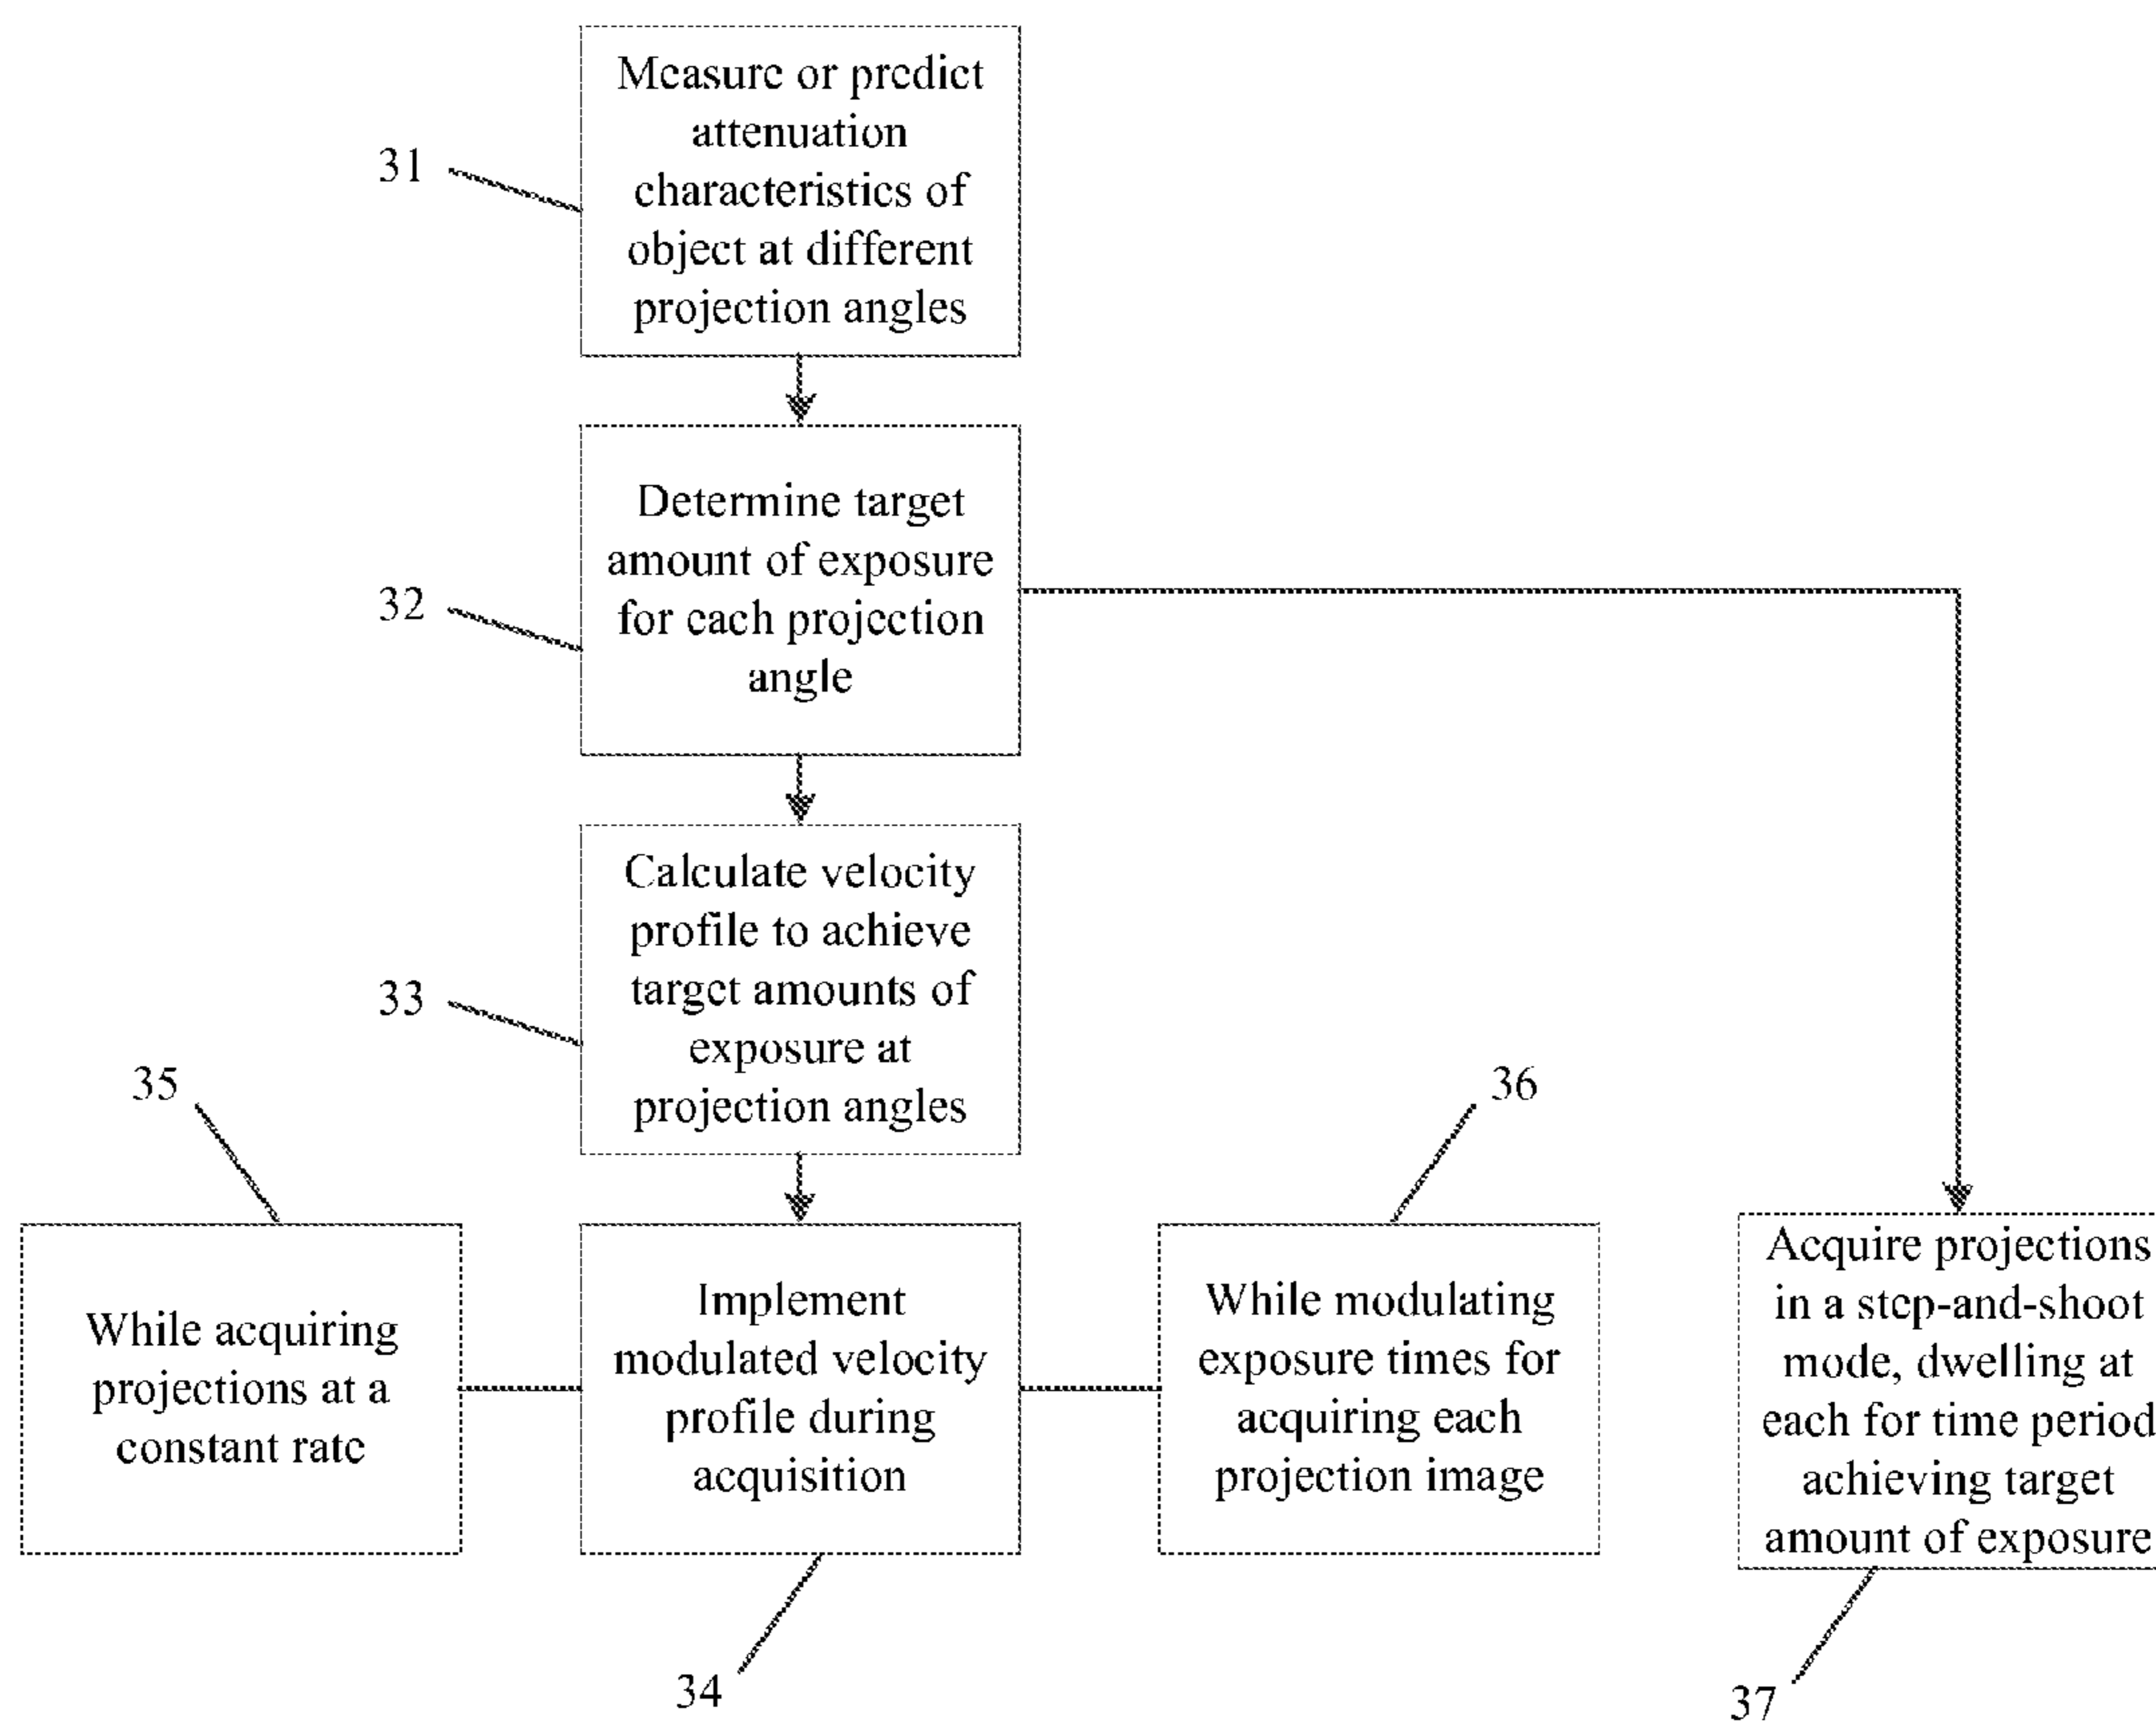 Measure or predict
attenuation
characteristics of
object at different
projection angles
31
Determine target
amount of exposure
for each projection
angle
32
Calculate velocity
profile to achieve
target amounts of
exposure at
projection angles
33
35
36
While acquiring
projections at a
constant rate
Implement
modulated velocity
profile during
acquisition
While modulating
exposure times for
acquiring each
projection image
Acquire projections
in a step-and-shoot
mode, dwelling at
each for time period
achieving target
amount of exposure
34
37